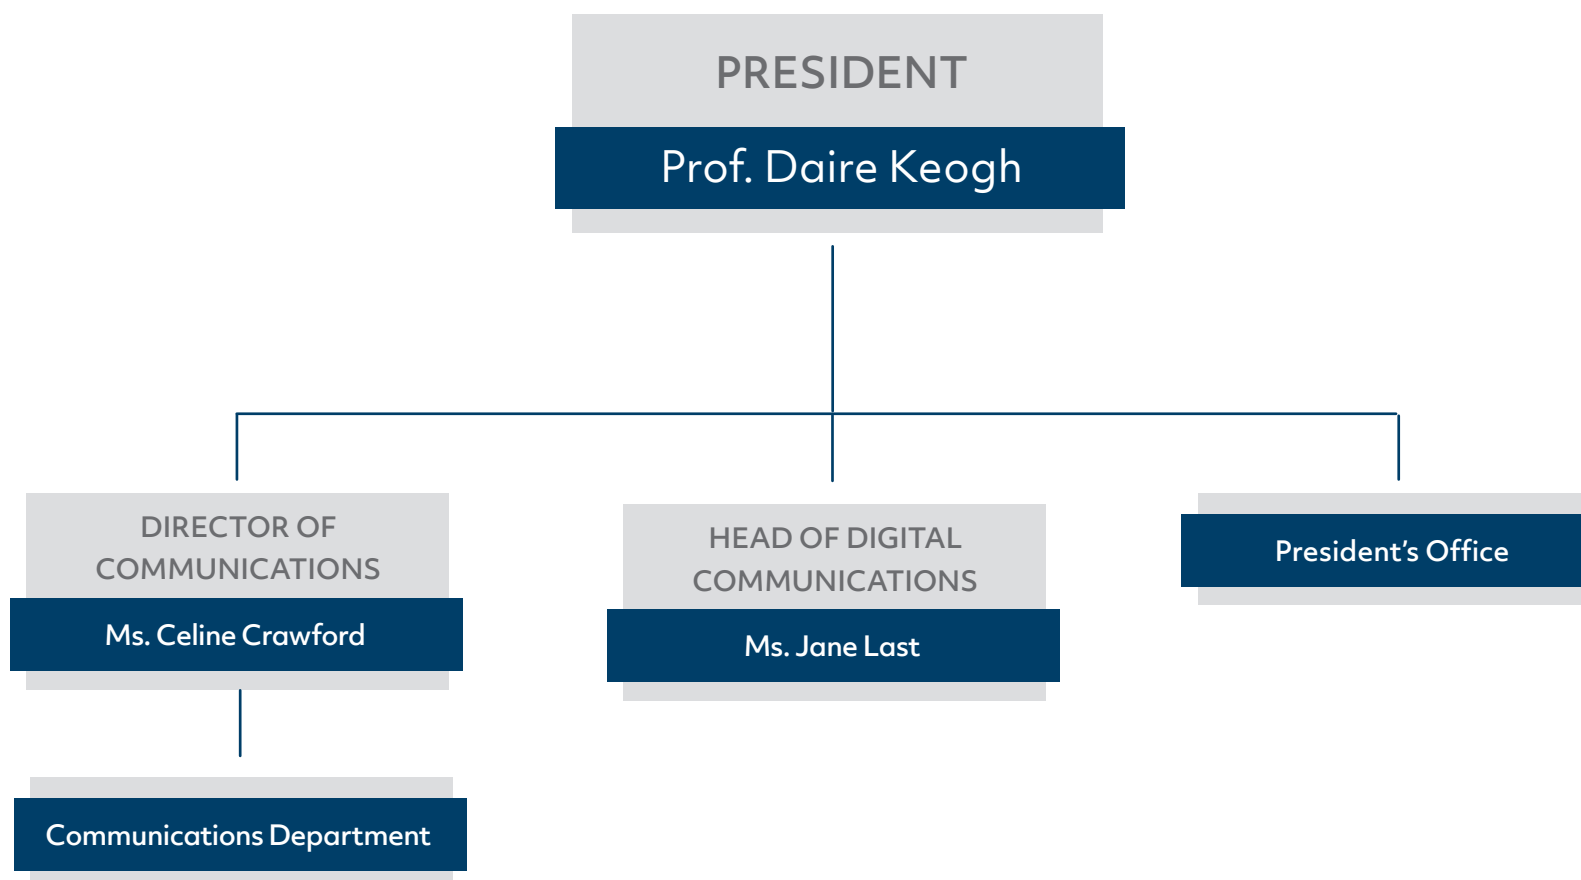 PRESIDENT
Prof. Daire Keogh
DIRECTOR OF
COMMUNICATIONS
Ms. Celine Crawford
HEAD OF DIGITAL
COMMUNICATIONS
Ms. Jane Last
President’s Office
Communications Department